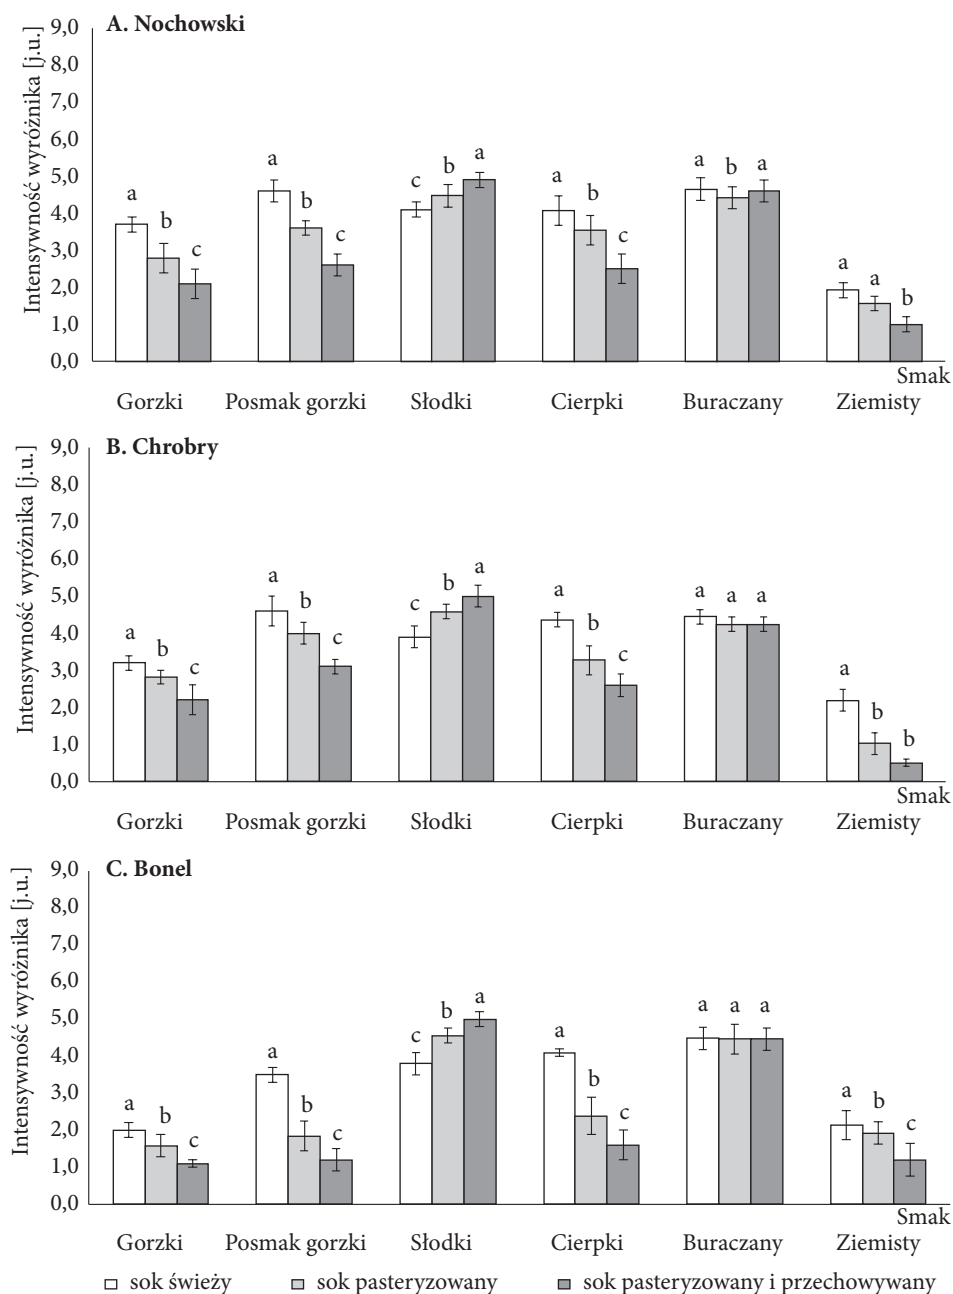 A. Nochowski
Intensywność wyróżnika [j.u.]
9,0
8,0
7,0
6,0
5,0
4,0
3,0
2,0
1,0
0,0
a b c
a b c
c b a
a b c
a b a
a a b
Smak
Gorzki Posmak gorzki Słodki Cierpki Buraczany Ziemisty
B. Chrobry
Intensywność wyróżnika [j.u.]
9,0
8,0
7,0
6,0
5,0
4,0
3,0
2,0
1,0
0,0
a b c
a b c
c b a
a b c
a a a
a b b
Smak
Gorzki Posmak gorzki Słodki Cierpki Buraczany Ziemisty
C. Bonel
Intensywność wyróżnika [j.u.]
9,0
8,0
7,0
6,0
5,0
4,0
3,0
2,0
1,0
0,0
a b c
a b c
c b a
a b c
a a a
a b c
Smak
Gorzki Posmak gorzki Słodki Cierpki Buraczany Ziemisty
sok świeży sok pasteryzowany sok pasteryzowany i przechowywany